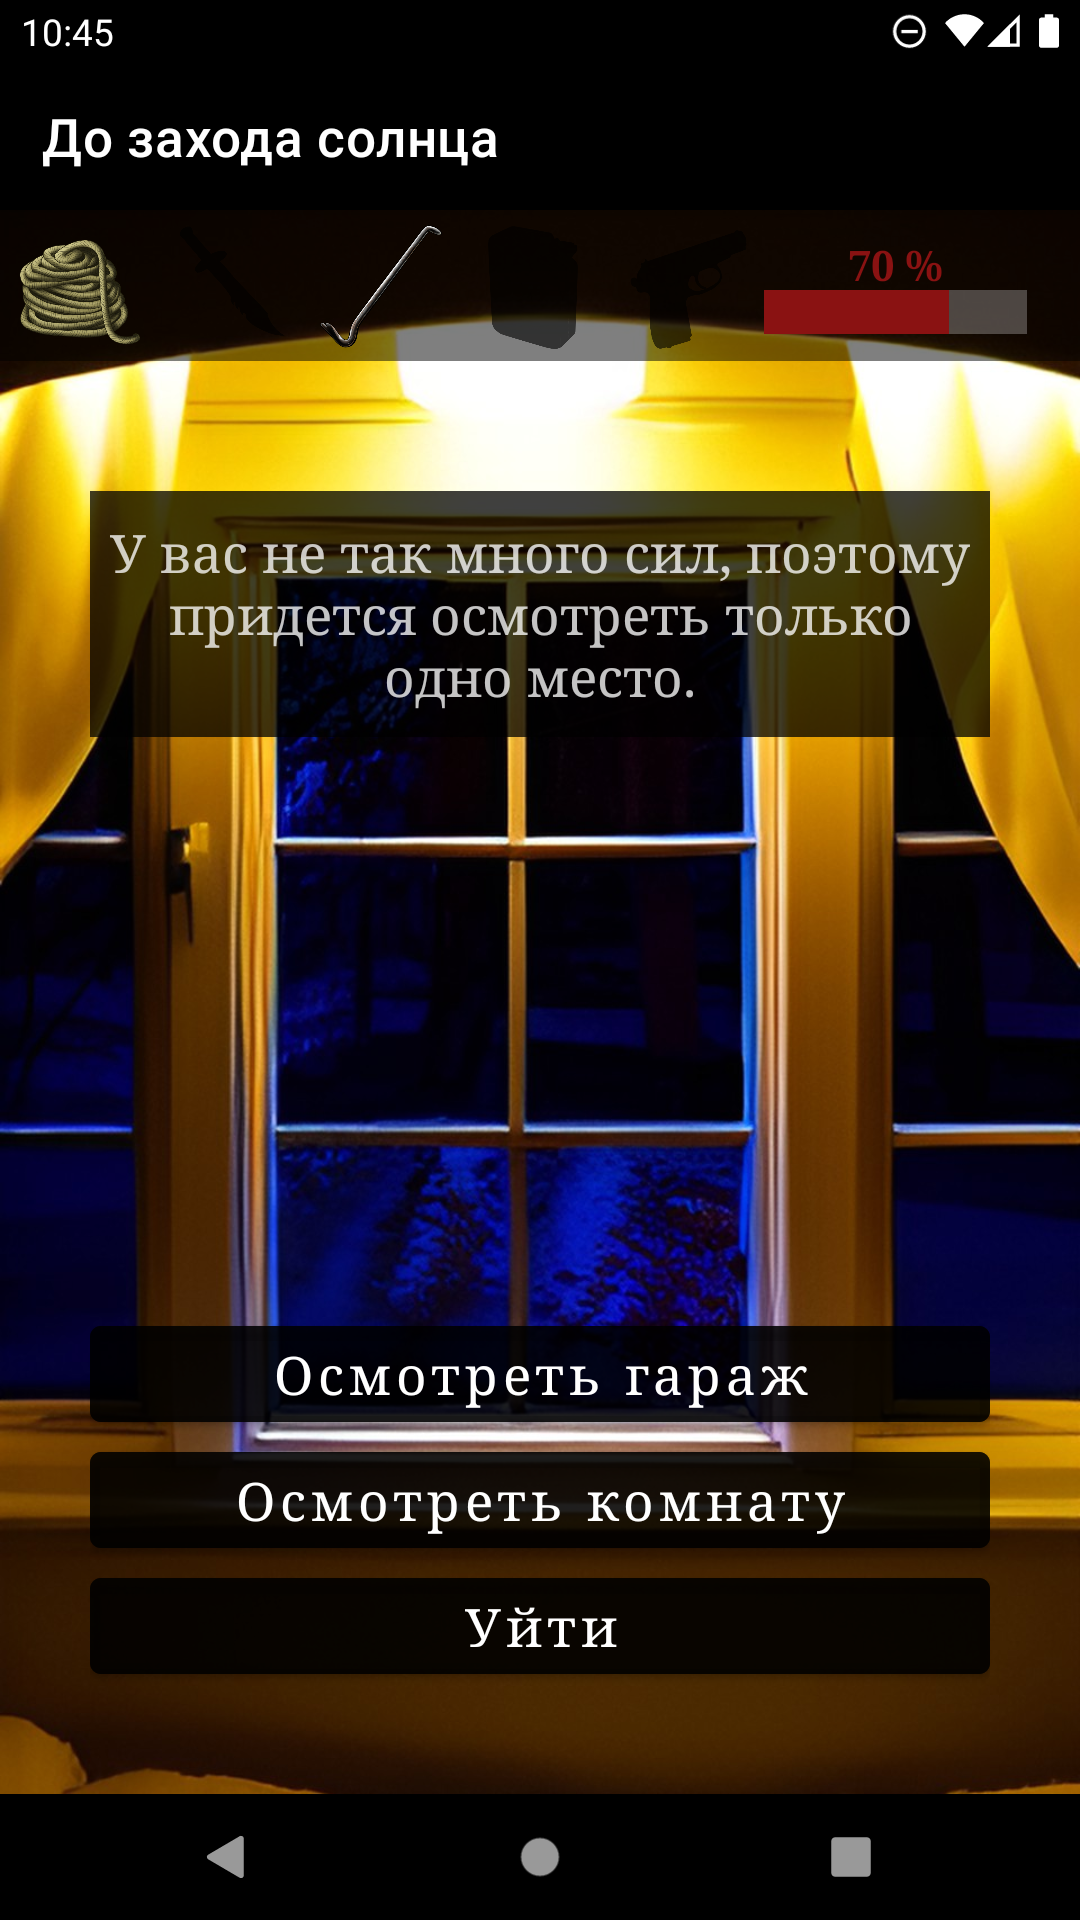 10:45
До захода солнца
70 %
У вас не так много сил, поэтому
придется осмотреть только
одно место.
Осмотреть гараж
Осмотреть комнату
Уйти